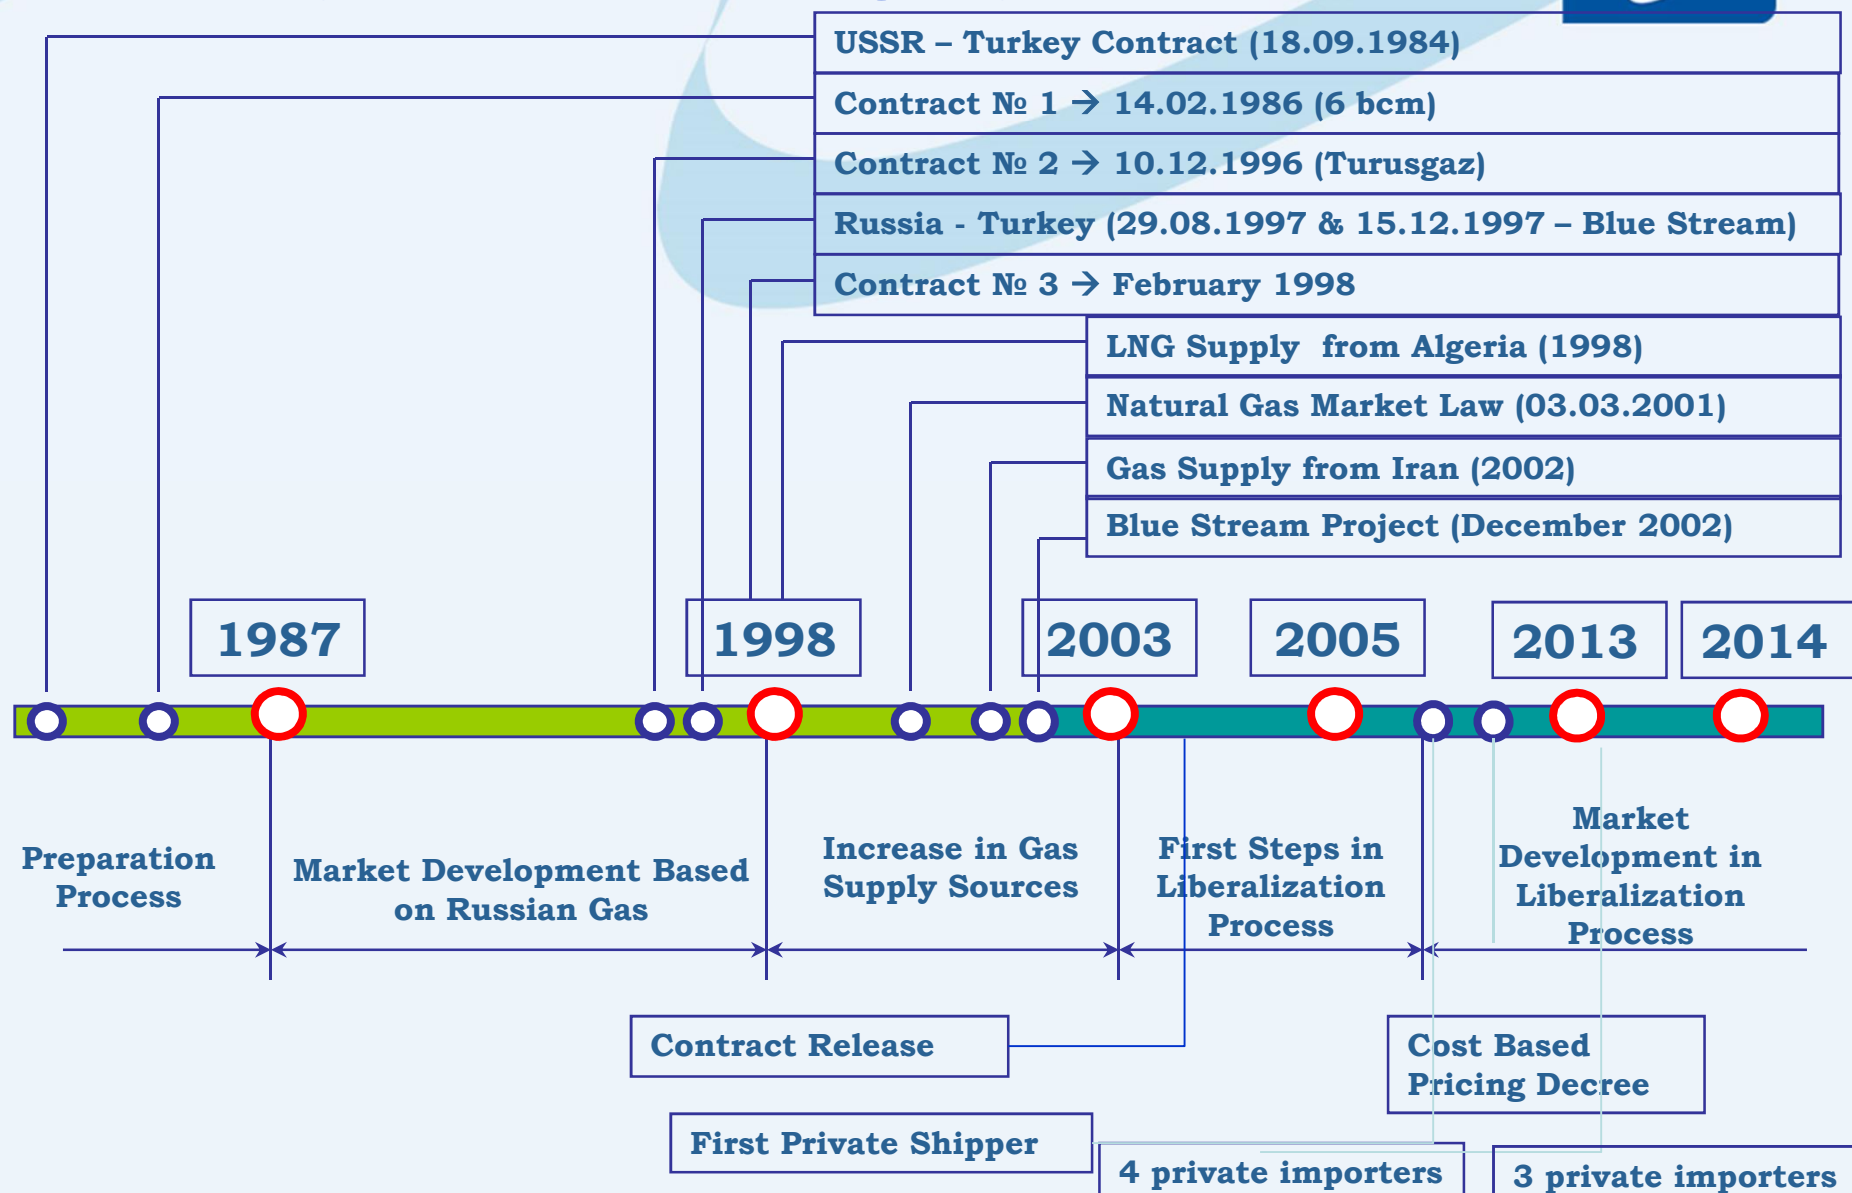 USSR – Turkey Contract (18.09.1984)
Contract № 1 → 14.02.1986 (6 bcm)
Contract № 2 → 10.12.1996 (Turusgaz)
Russia - Turkey (29.08.1997 & 15.12.1997 – Blue Stream)
Contract № 3 → February 1998
LNG Supply from Algeria (1998)
Natural Gas Market Law (03.03.2001)
Gas Supply from Iran (2002)
Blue Stream Project (December 2002)
1987
1998
2003
2005
2013
2014
Preparation
Process
Market Development Based
on Russian Gas
Increase in Gas
Supply Sources
First Steps in
Liberalization
Process
Market
Development in
Liberalization
Process
Contract Release
Cost Based
Pricing Decree
First Private Shipper
4 private importers
3 private importers